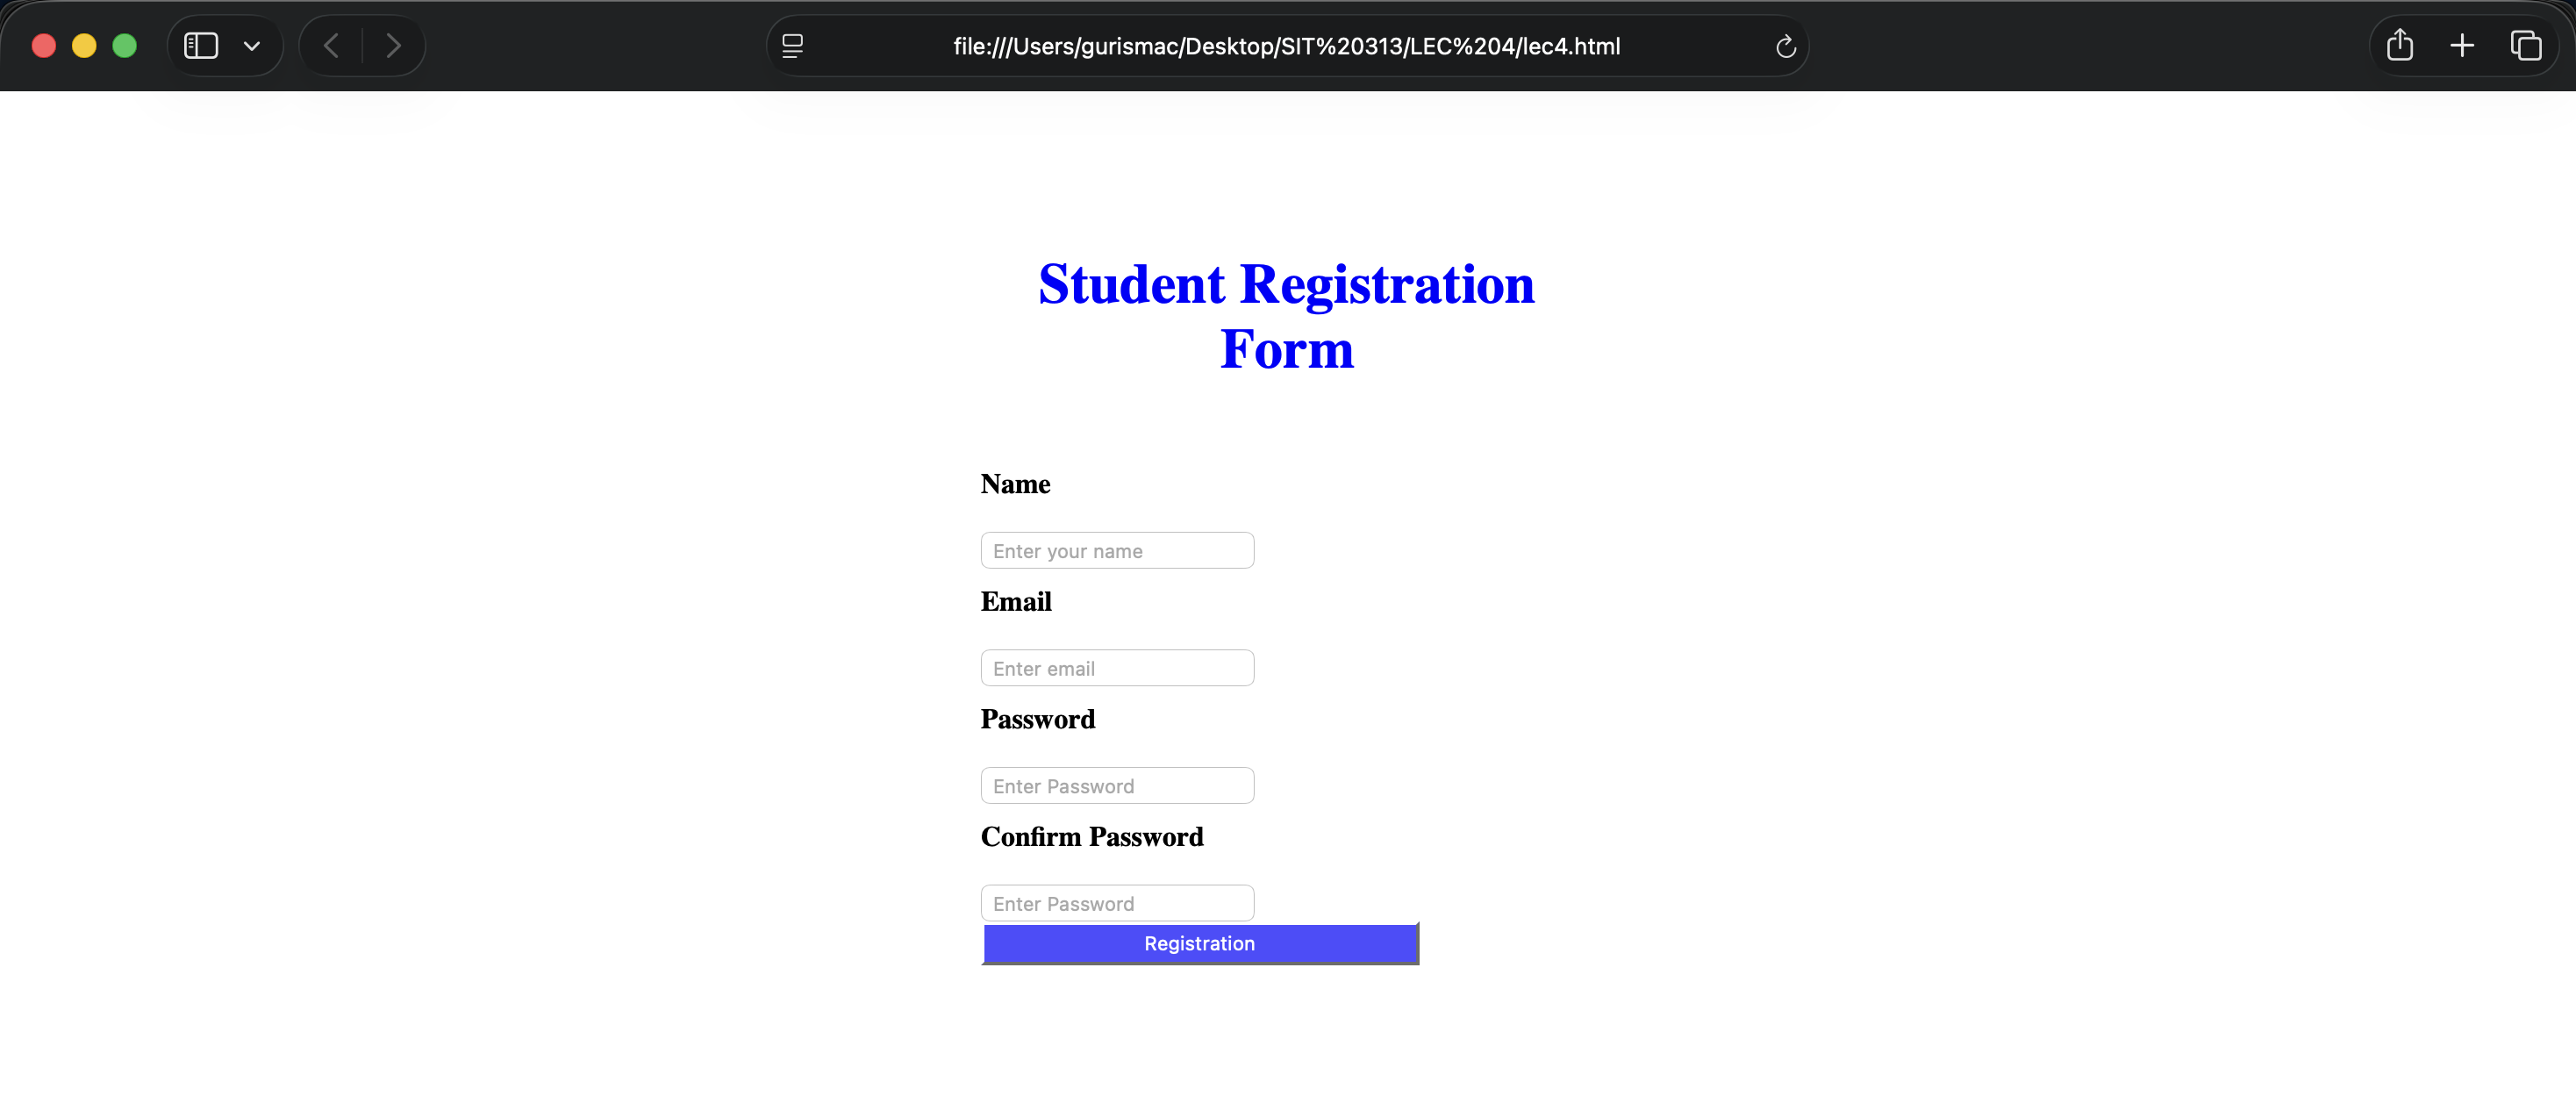 file:///Users/gurismac/Desktop/SIT%20313/LEC%204/lec4.html
Student Registration
Form
Name
Enter your name
Email
Enter email
Password
Enter Password
Confirm Password
Enter Password
Registration